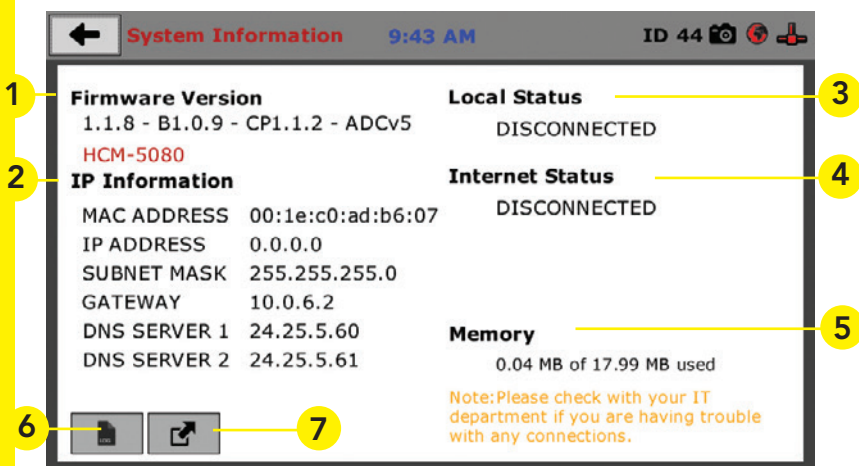 System Information 9:43 AM ID 44
1
Firmware Version
1.1.8 - B1.0.9 - CP1.1.2 - ADCv5
HCM-5080
2
IP Information
MAC ADDRESS 00:1e:c0:ad:b6:07
IP ADDRESS 0.0.0.0
SUBNET MASK 255.255.255.0
GATEWAY 10.0.6.2
DNS SERVER 1 24.25.5.60
DNS SERVER 2 24.25.5.61
Local Status
3
DISCONNECTED
Internet Status
4
DISCONNECTED
Memory
5
0.04 MB of 17.99 MB used
Note:Please check with your IT
department if you are having trouble
with any connections.
6
7